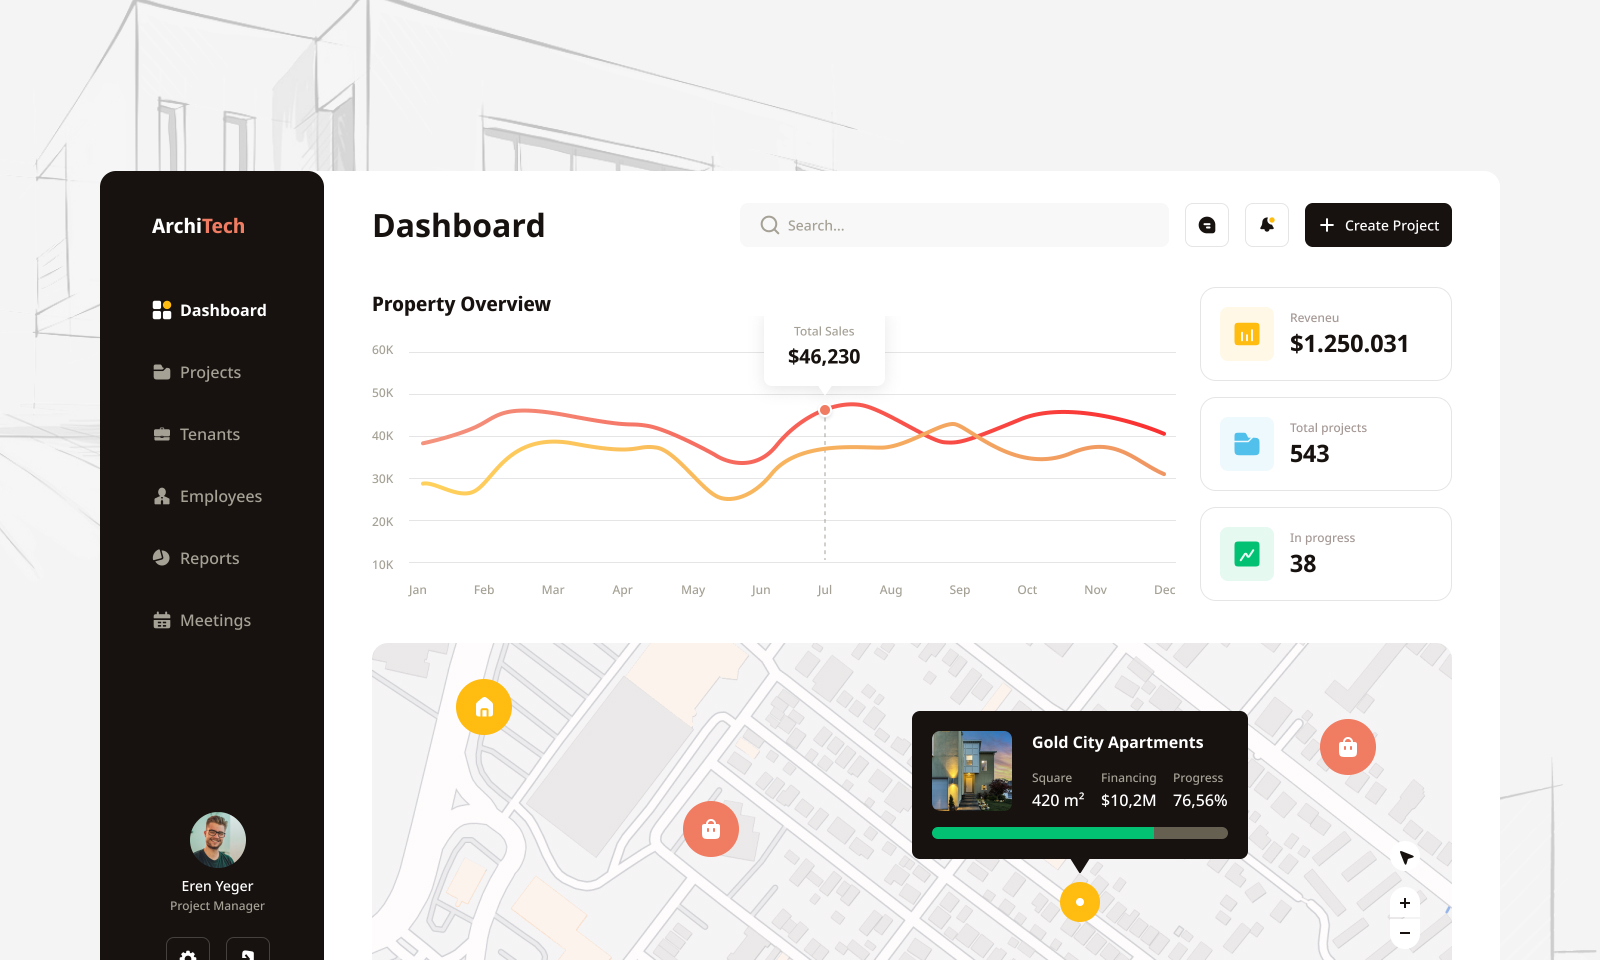 ArchiTech
Dashboard
Projects
Tenants
Employees
Reports
Meetings
Eren Yeger
Project Manager
Dashboard
Search...
Create Project
Property Overview
Total Sales
$46,230
60K
50K
40K
30K
20K
10K
Jan Feb Mar Apr May Jun Jul Aug Sep Oct Nov Dec
Reveneu
$1.250.031
Total projects
543
In progress
38
Gold City Apartments
Square Financing Progress
420 m² $10,2M 76,56%